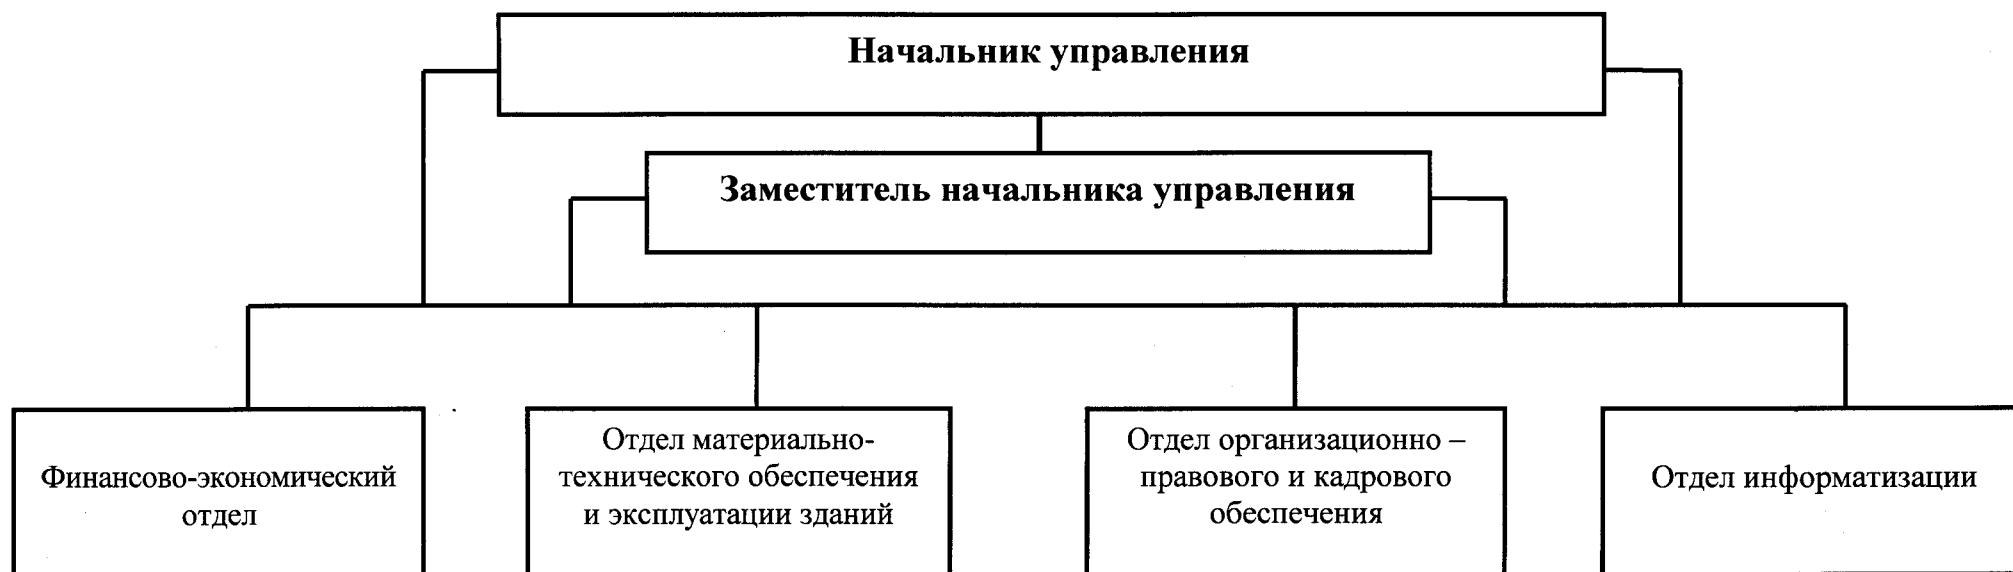 Начальник управления
Заместитель начальника управления
Финансово-экономический
отдел
Отдел материально-
технического обеспечения
и эксплуатации зданий
Отдел организационно –
правового и кадрового
обеспечения
Отдел информатизации